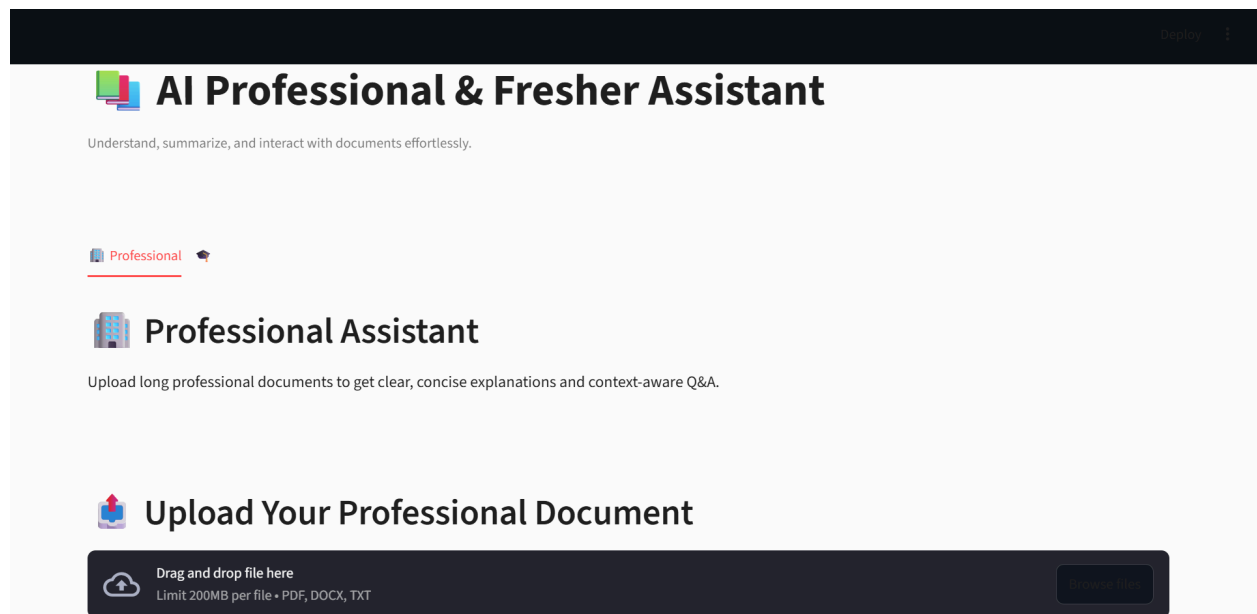 Deploy
AI Professional & Fresher Assistant
Understand, summarize, and interact with documents effortlessly.
Professional
Professional Assistant
Upload long professional documents to get clear, concise explanations and context-aware Q&A.
Upload Your Professional Document
Drag and drop file here
Limit 200MB per file • PDF, DOCX, TXT
Browse files